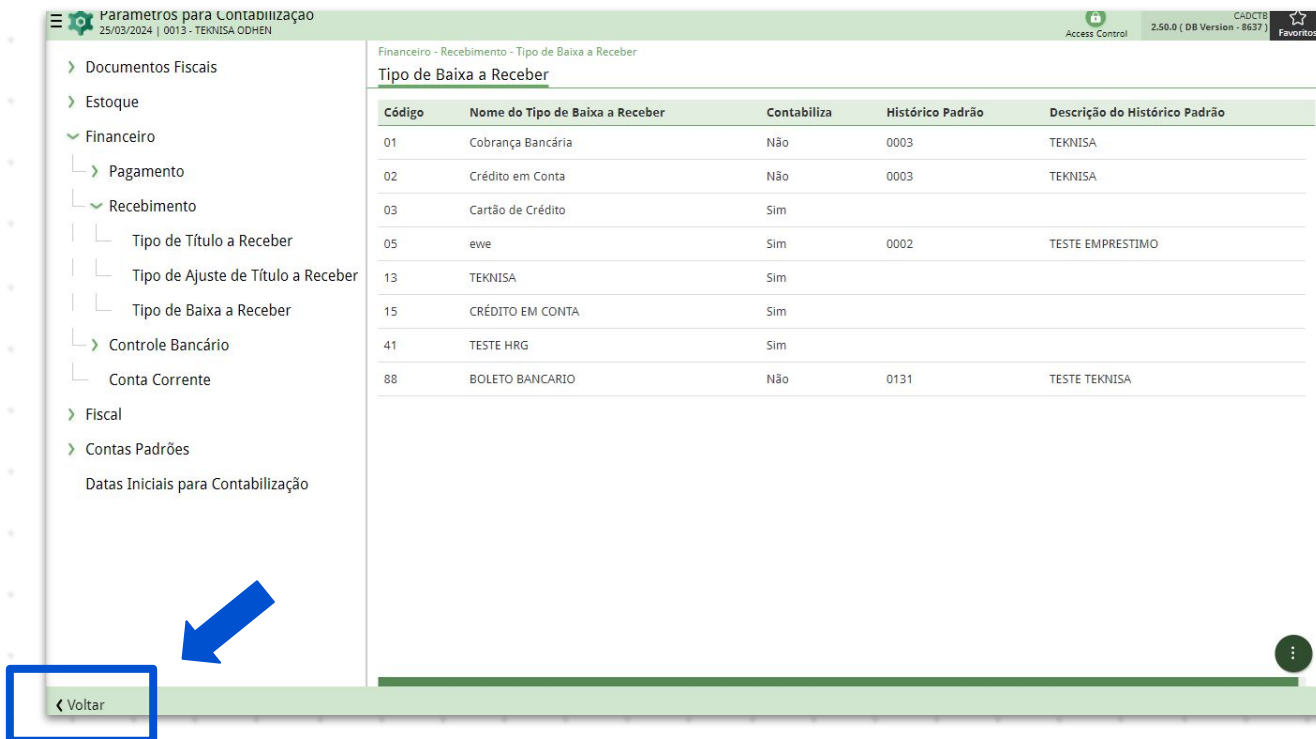 Parâmetros para Contabilização
25/03/2024 | 0013 - TEKNISA ODHEN
Access Control
CADCTB
2.50.0 ( DB Version - 8637 )
Favoritos
Documentos Fiscais
Estoque
Financeiro
Pagamento
Recebimento
Tipo de Título a Receber
Tipo de Ajuste de Título a Receber
Tipo de Baixa a Receber
Controle Bancário
Conta Corrente
Fiscal
Contas Padrões
Datas Iniciais para Contabilização
Financeiro - Recebimento - Tipo de Baixa a Receber
Tipo de Baixa a Receber
Código Nome do Tipo de Baixa a Receber Contabiliza Histórico Padrão Descrição do Histórico Padrão
01 Cobrança Bancária Não 0003 TEKNISA
02 Crédito em Conta Não 0003 TEKNISA
03 Cartão de Crédito Sim
05 ewe Sim 0002 TESTE EMPRESTIMO
13 TEKNISA Sim
15 CRÉDITO EM CONTA Sim
41 TESTE HRG Sim
88 BOLETO BANCARIO Não 0131 TESTE TEKNISA
Voltar